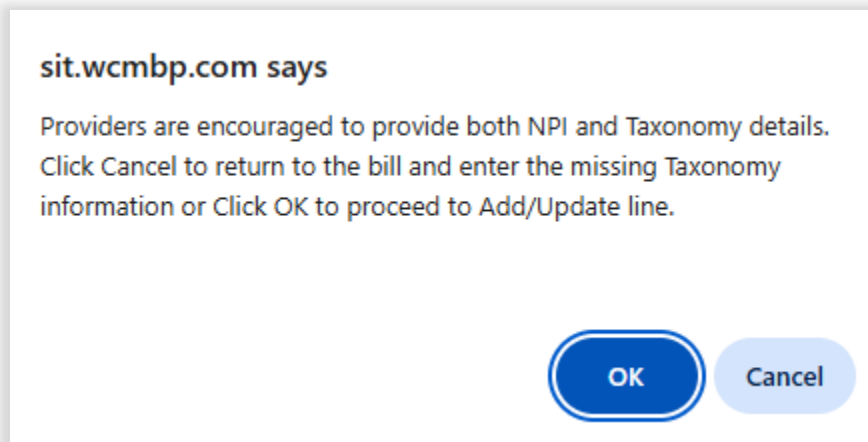 sit.wcmbp.com says
Providers are encouraged to provide both NPI and Taxonomy details.
Click Cancel to return to the bill and enter the missing Taxonomy
information or Click OK to proceed to Add/Update line.
OK
Cancel